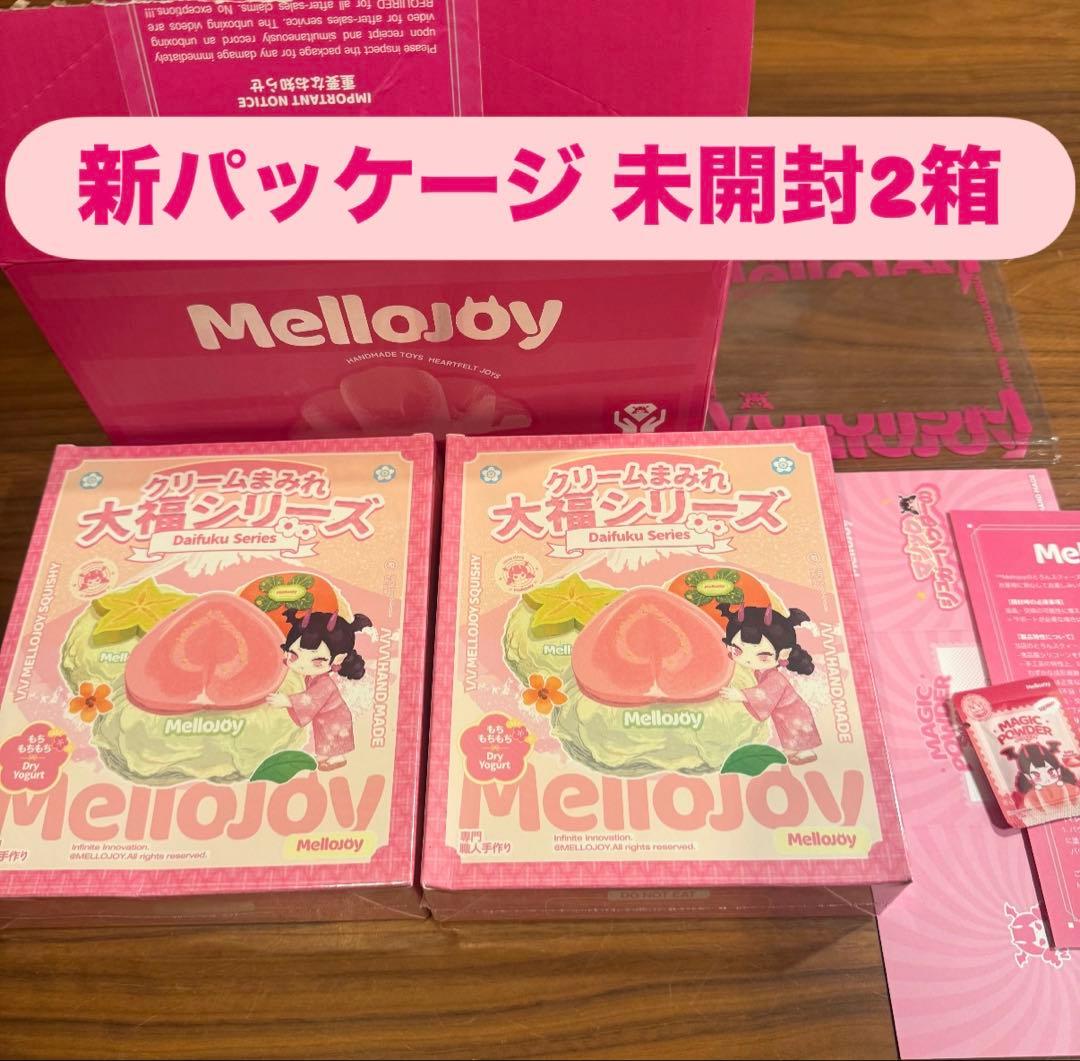 Please inspect the package for any damage immediately
upon receipt and simultaneously record an unboxing
video for after-sales service. The unboxing videos are
REQUIRED for all after-sales claims. No exceptions!!!
重要なお知らせ
IMPORTANT NOTICE
新パッケージ 未開封2箱
MelloJoy
HANDMADE TOYS HEARTFELT JOYS
クリームまみれ
大福シリーズ
Daifuku Series
MELLOJOY SQUISHY
HAND MADE
MelloJoy
もち
もちもち
Dry
Yogurt
MelloJoy
手作り
Infinite innovation.
@MELLOJOY.All rights reserved.
MelloJoy
クリームまみれ
大福シリーズ
Daifuku Series
MELLOJOY SQUISHY
HAND MADE
MelloJoy
もち
もちもち
Dry
Yogurt
MelloJoy
専門
職人手作り
Infinite innovation.
@MELLOJOY.All rights reserved.
MelloJoy
DO NOT EAT
MAGIC
POWDER
MAGIC
POWDER